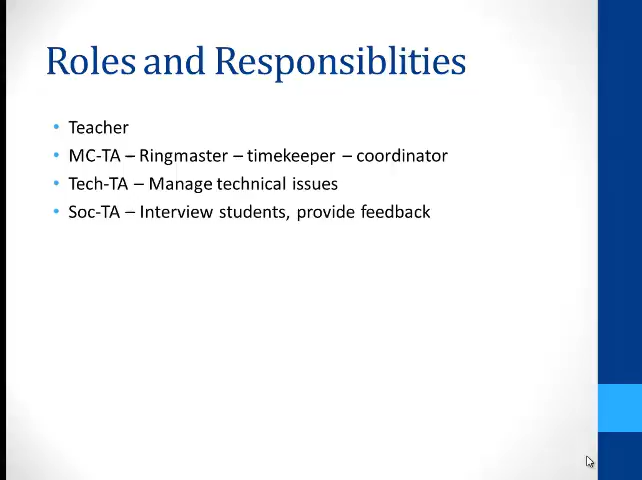 Roles and Responsiblities
• Teacher
• MC-TA – Ringmaster – timekeeper – coordinator
• Tech-TA – Manage technical issues
• Soc-TA – Interview students, provide feedback